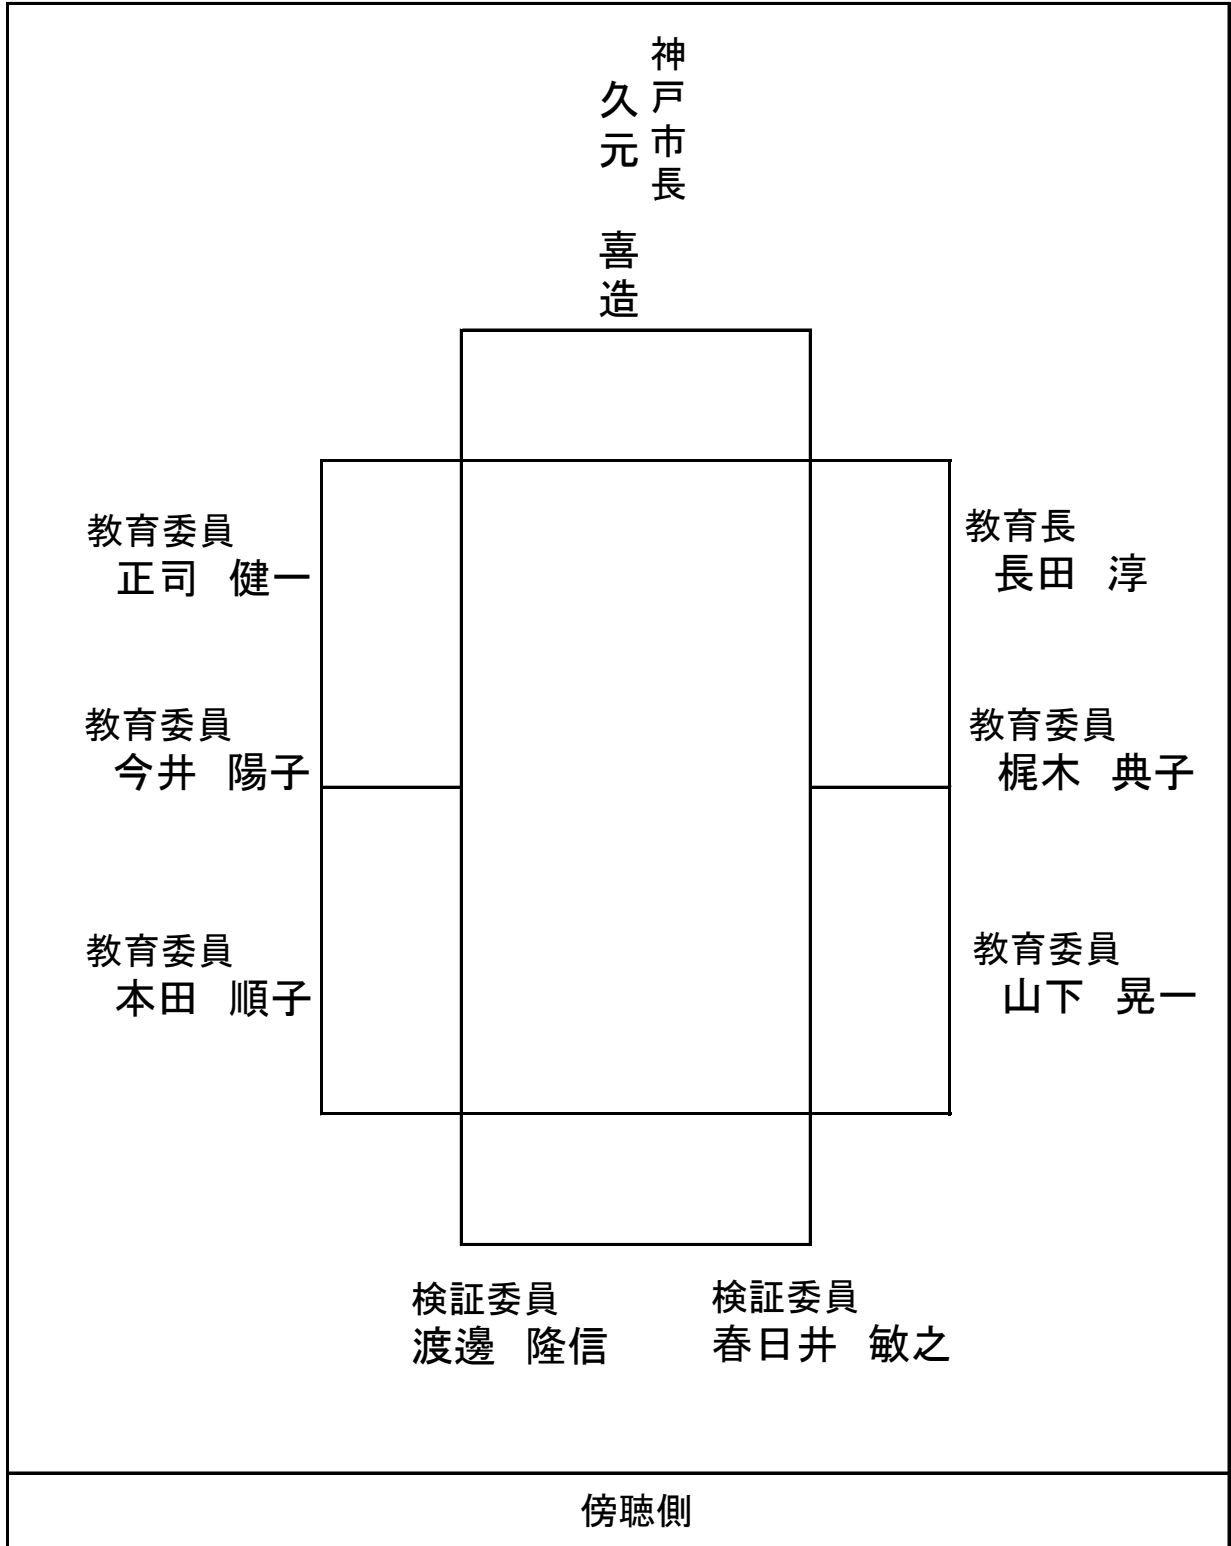 神戸市長
久元　喜造
教育委員
正司　健一
教育長
長田　淳
教育委員
今井　陽子
教育委員
梶木　典子
教育委員
本田　順子
教育委員
山下　晃一
検証委員
渡邊　隆信
検証委員
春日井　敏之
傍聴側